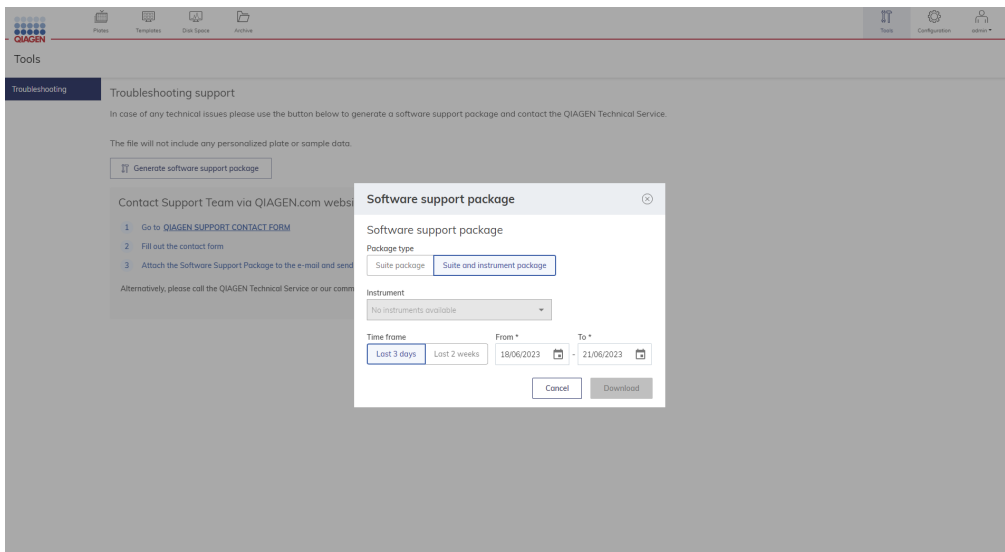 QIAGEN
Plates
Templates
Disk Space
Archive
Tools
Configuration
admin
Tools
Troubleshooting
Troubleshooting support
In case of any technical issues please use the button below to generate a software support package and contact the QIAGEN Technical Service.
The file will not include any personalized plate or sample data.
Generate software support package
Contact Support Team via QIAGEN.com websi
1 Go to QIAGEN SUPPORT CONTACT FORM
2 Fill out the contact form
3 Attach the Software Support Package to the e-mail and send
Alternatively, please call the QIAGEN Technical Service or our comm
Software support package
Software support package
Package type
Suite package
Suite and instrument package
Instrument
No instruments available
Time frame
From *
To *
Last 3 days
Last 2 weeks
18/06/2023
-
21/06/2023
Cancel
Download